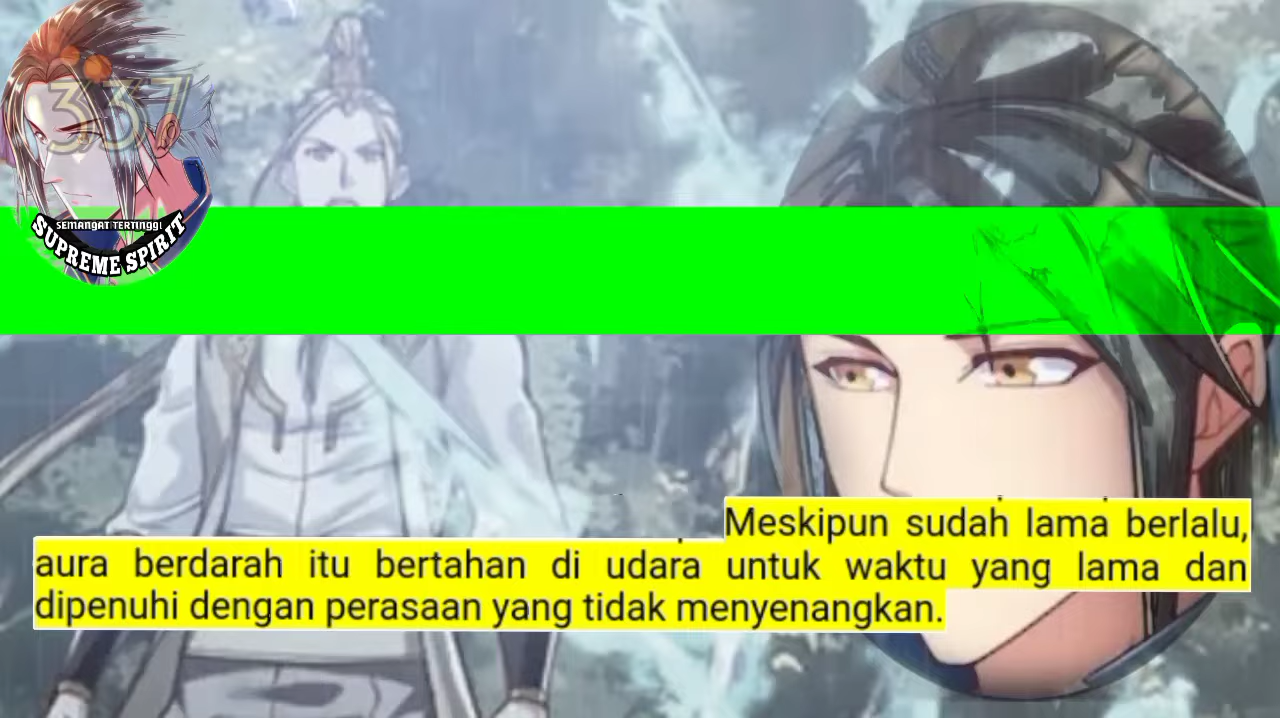 337
SEMANGAT TERTINGGI
SUPREME SPIRIT
Meskipun sudah lama berlalu,
aura berdarah itu bertahan di udara untuk waktu yang lama dan
dipenuhi dengan perasaan yang tidak menyenangkan.